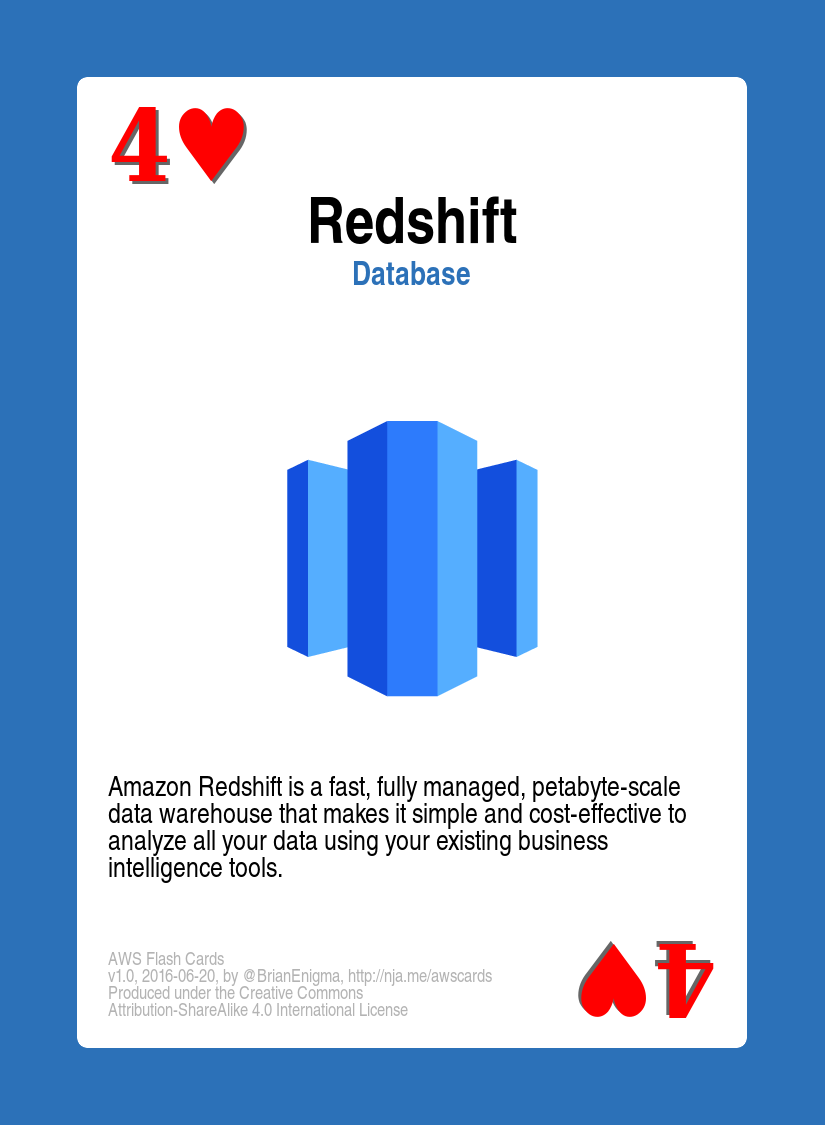 4♥
Redshift
Database
Amazon Redshift is a fast, fully managed, petabyte-scale
data warehouse that makes it simple and cost-effective to
analyze all your data using your existing business
intelligence tools.
AWS Flash Cards
v1.0, 2016-06-20, by @BrianEnigma, http://nja.me/awscards
Produced under the Creative Commons
Attribution-ShareAlike 4.0 International License
4♥